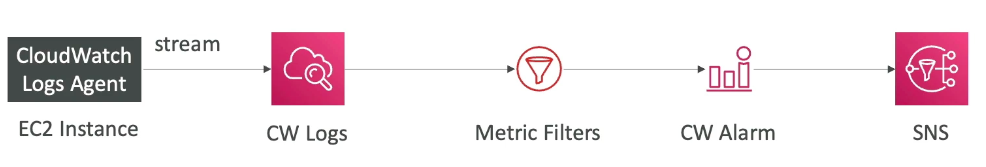 CloudWatch
Logs Agent
stream
EC2 Instance
CW Logs
Metric Filters
CW Alarm
SNS